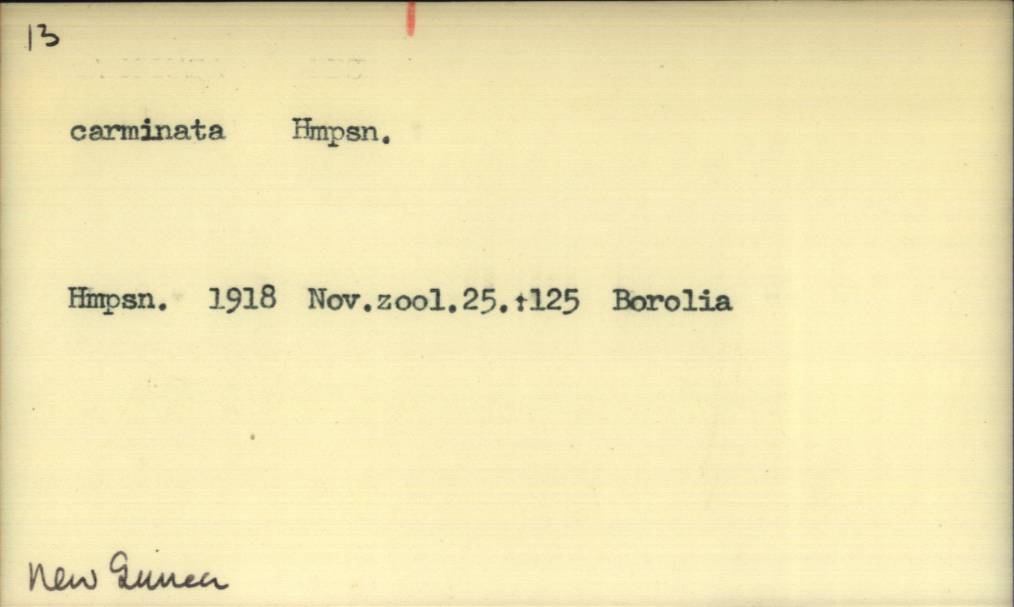 13
carminata Hmpsn.
Hmpsn. 1918 Nov.zool.25.†125 Borolia
New Guinea